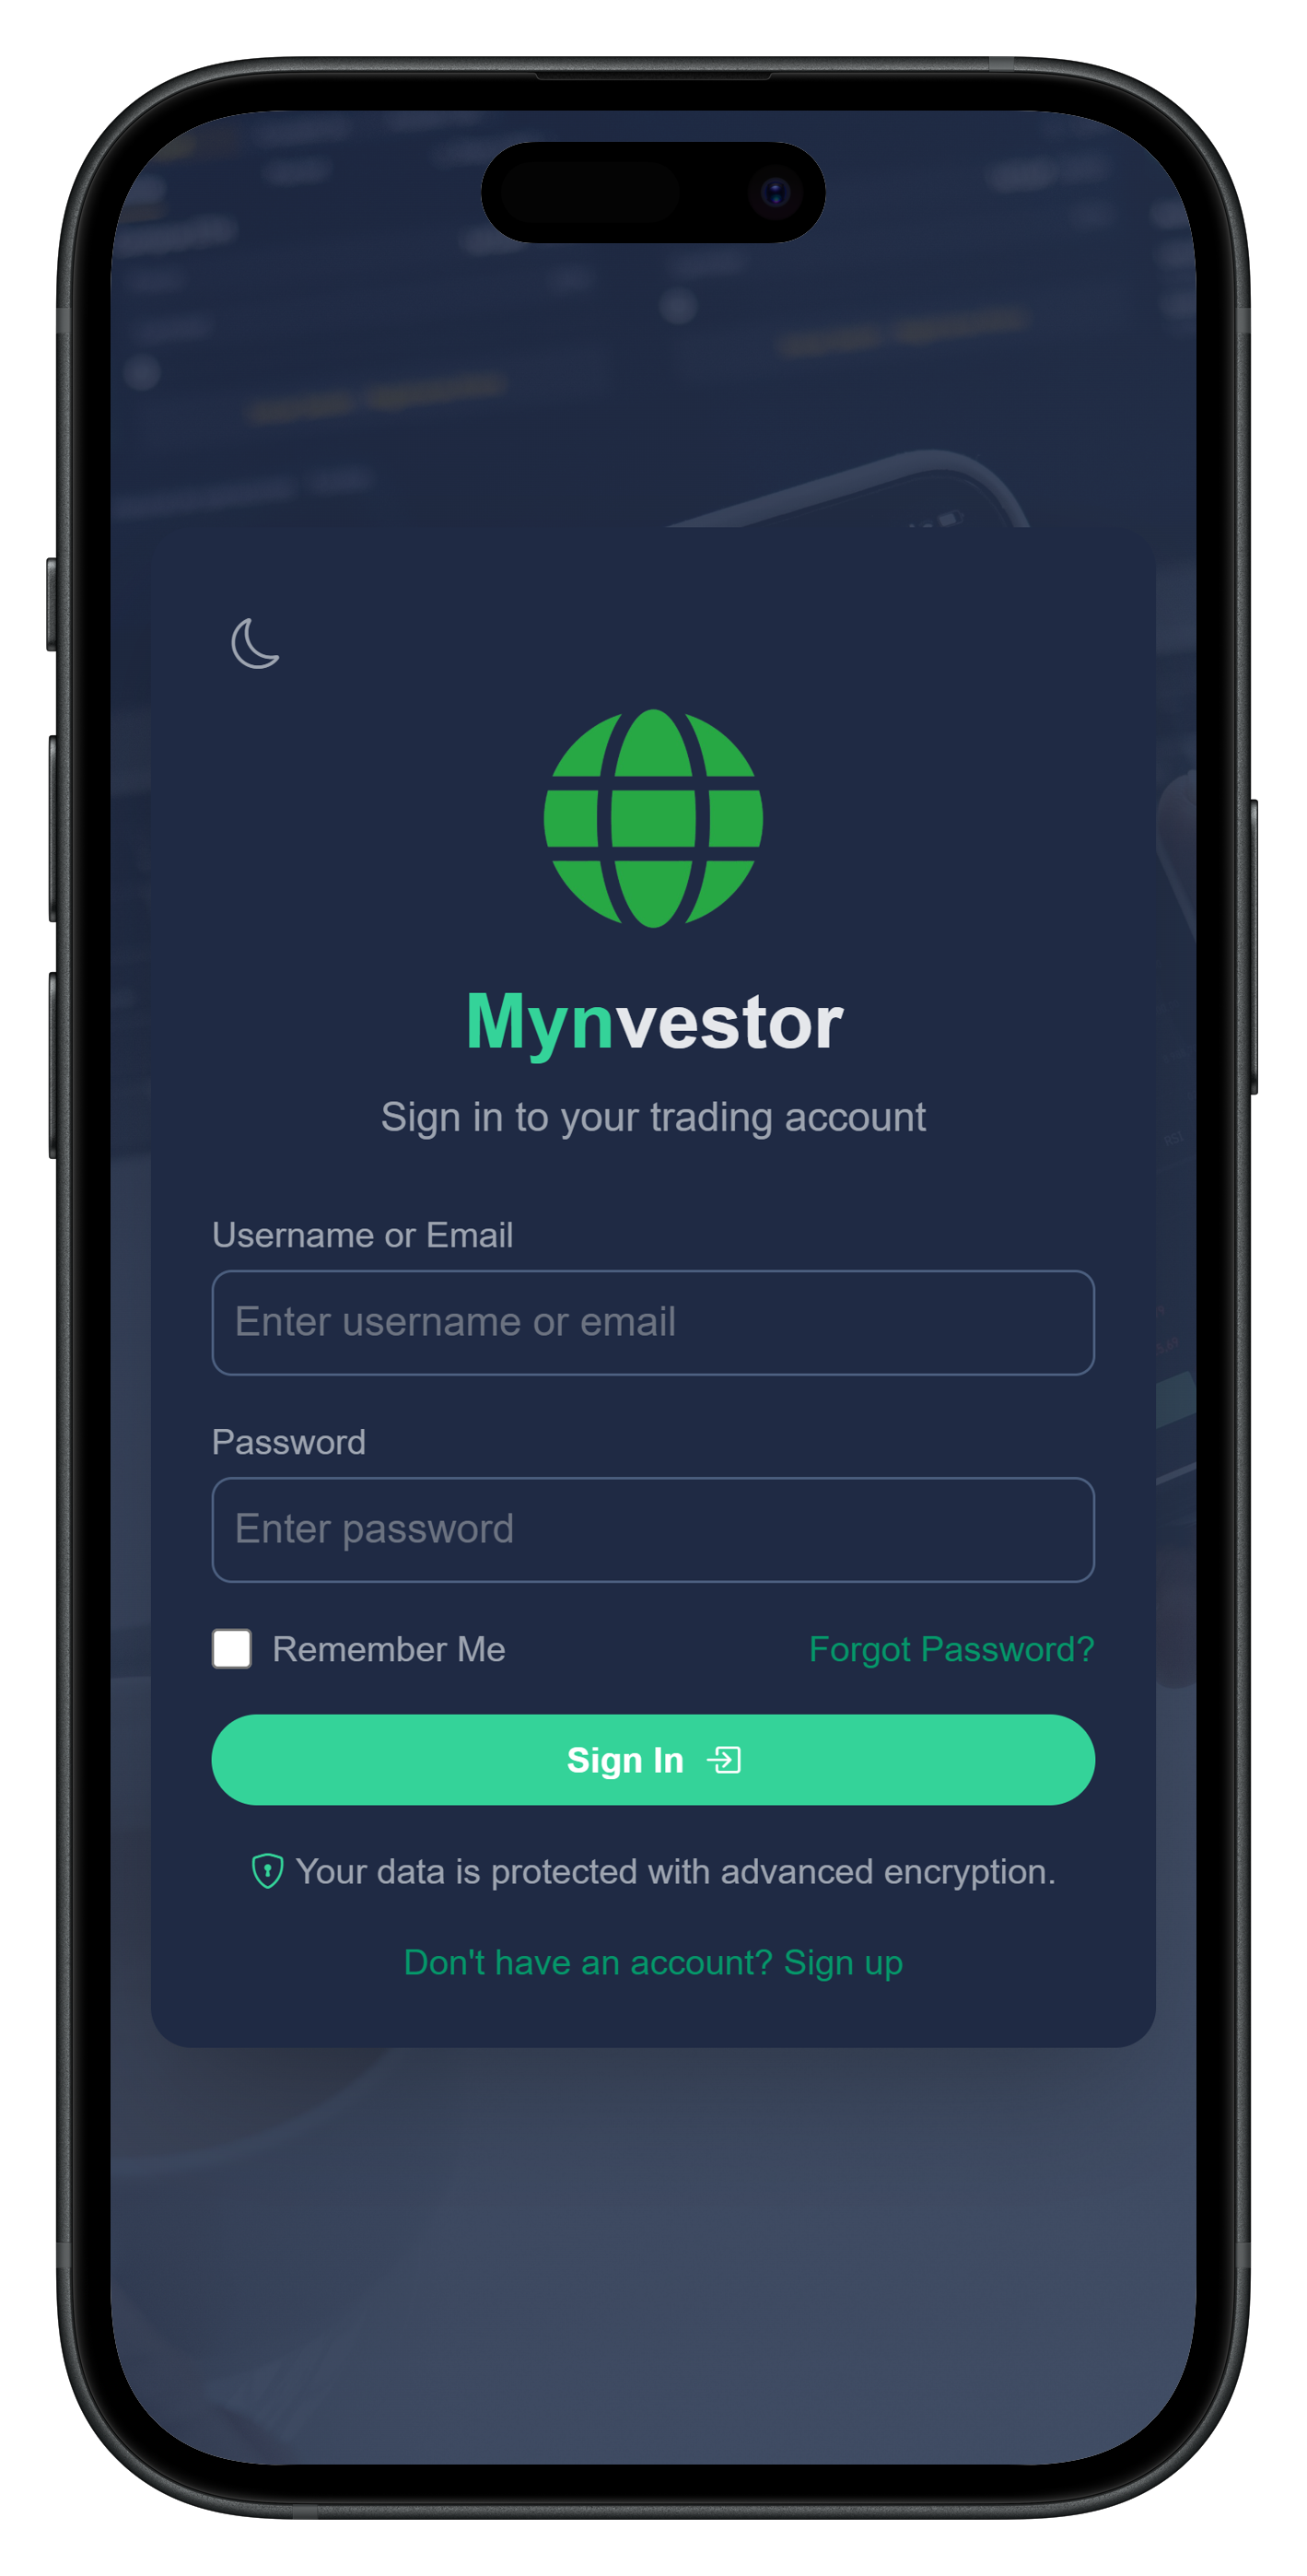 Mynvestor
Sign in to your trading account
Username or Email
Enter username or email
Password
Enter password
Remember Me
Forgot Password?
Sign In
Your data is protected with advanced encryption.
Don't have an account? Sign up